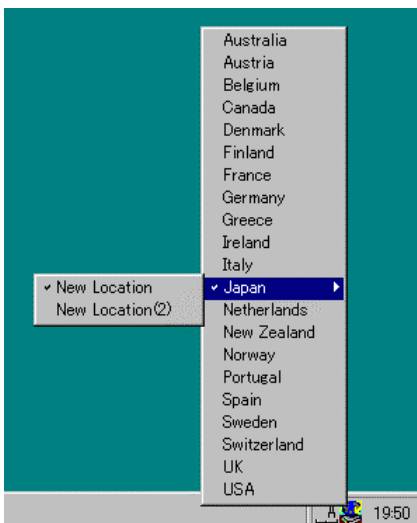 Australia
Austria
Belgium
Canada
Denmark
Finland
France
Germany
Greece
Ireland
Italy
Japan
New Location
New Location(2)
Netherlands
New Zealand
Norway
Portugal
Spain
Sweden
Switzerland
UK
USA
A
19:50